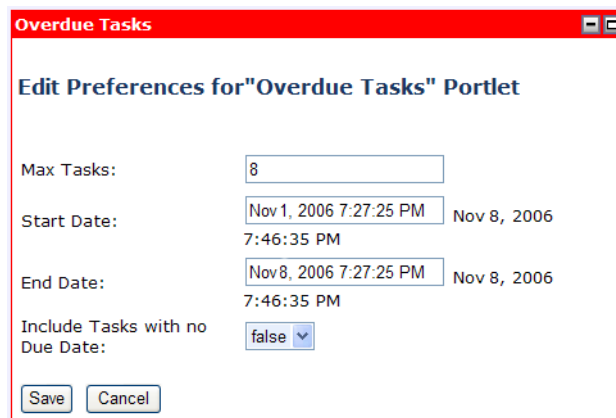 Overdue Tasks
Edit Preferences for"Overdue Tasks" Portlet
Max Tasks: 8
Start Date: Nov 1, 2006 7:27:25 PM Nov 8, 2006
7:46:35 PM
End Date: Nov 8, 2006 7:27:25 PM Nov 8, 2006
7:46:35 PM
Include Tasks with no
Due Date: false
Save Cancel